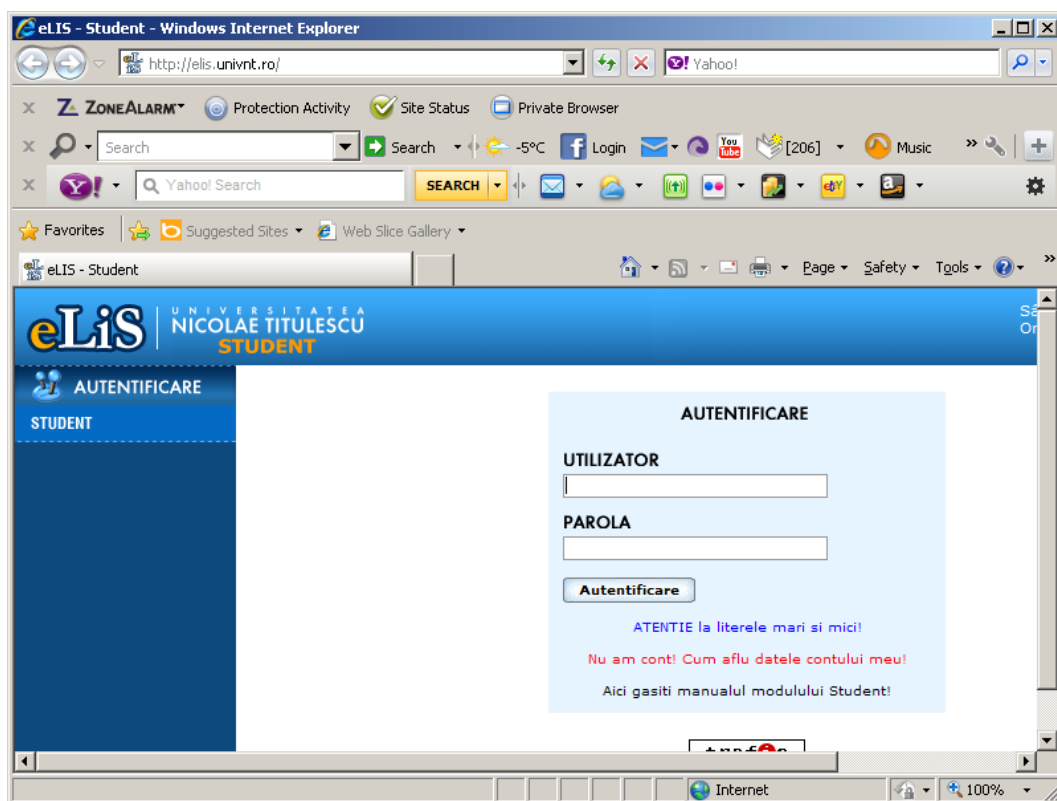 eLIS - Student - Windows Internet Explorer
http://elis.univnt.ro/ Yahoo!
ZONEALARM Protection Activity Site Status Private Browser
Search Search -5°C Login You Tube [206] Music »
Y! Yahoo! Search SEARCH ebY a
Favorites Suggested Sites Web Slice Gallery
eLIS - Student Page Safety Tools »
eLiS UNIVERSITATEA
NICOLAE TITULESCU
STUDENT
AUTENTIFICARE
STUDENT
AUTENTIFICARE
UTILIZATOR
PAROLA
Autentificare
ATENTIE la literele mari si mici!
Nu am cont! Cum aflu datele contului meu!
Aici gasiti manualul modulului Student!
Internet 100%